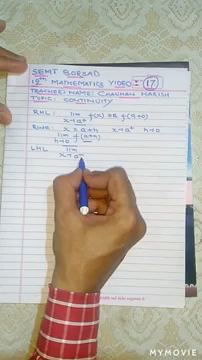 SEMT BORSAD
12th MATHEMATICS VIDEO :- 17
TEACHER'S NAME: CHAUHAN HARISH
TOPIC: CONTINUITY
RHL: lim f(x) OR f(a+0)
x→a+
x = a+h x→a+ h→0
lim f(a+h)
h→0
LHL lim
x→a
MYMOVIE